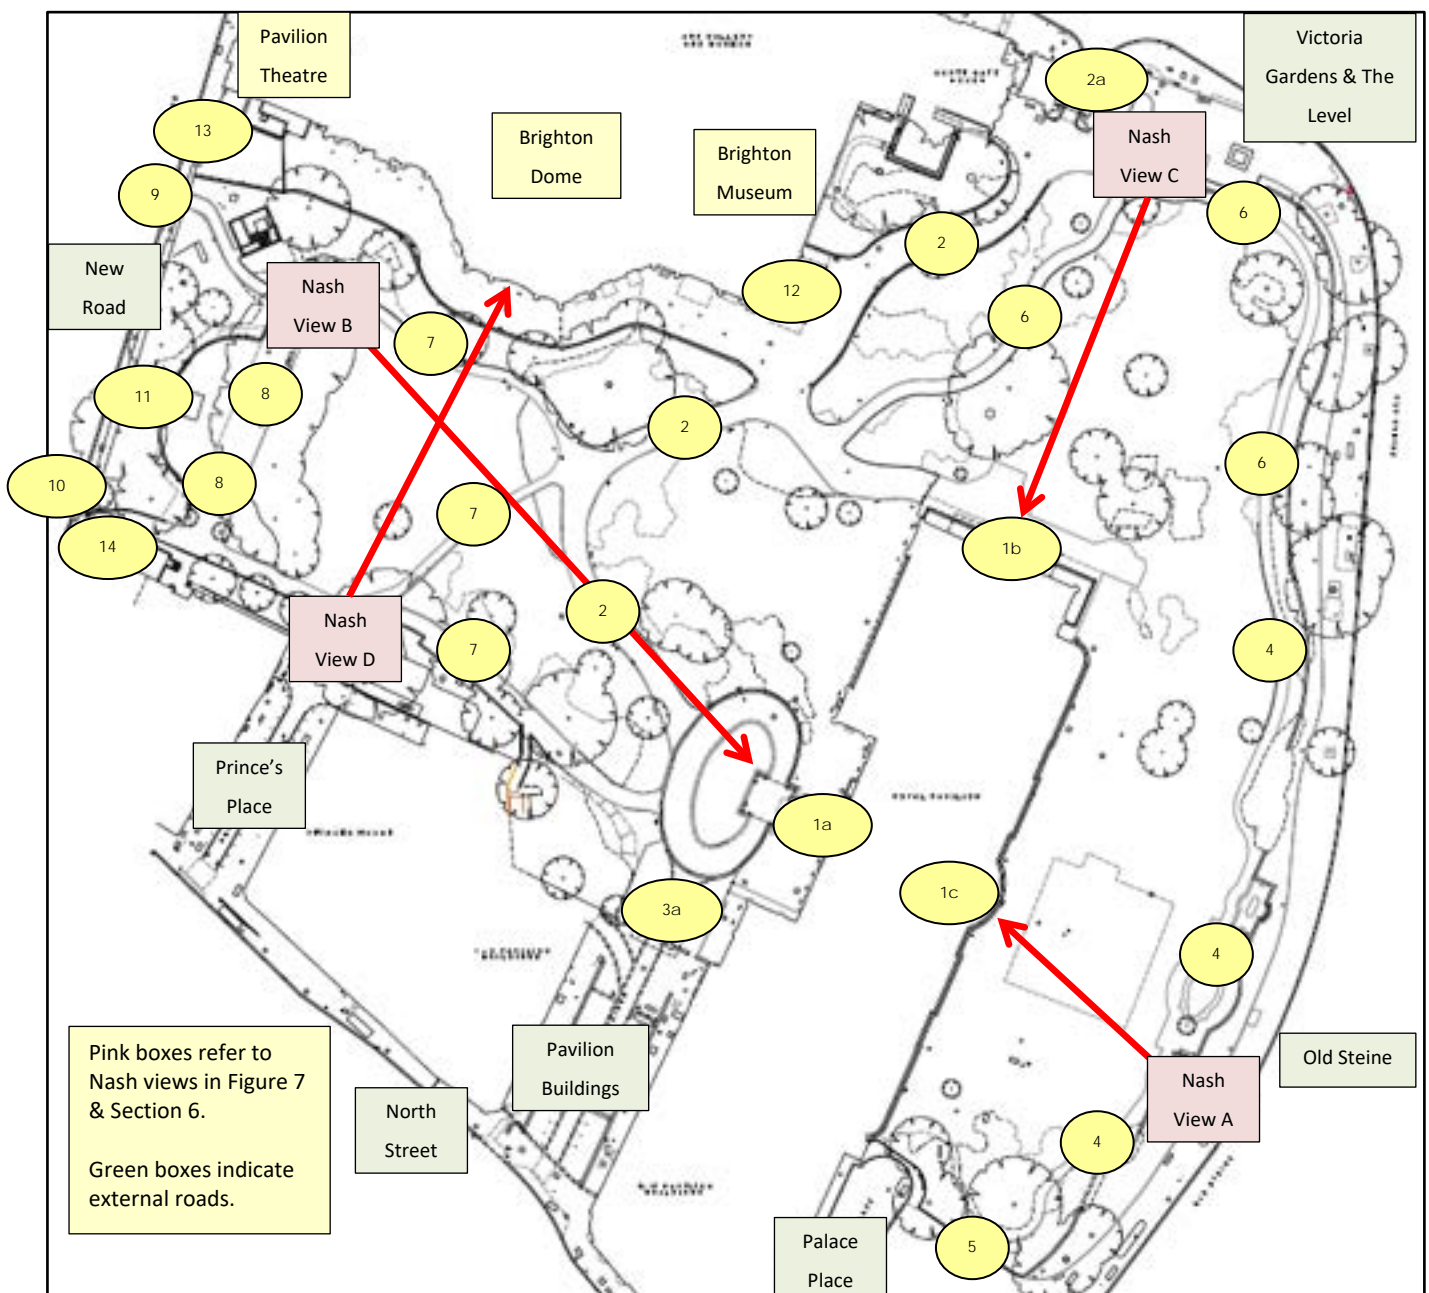 Pavilion
Theatre
Victoria
Gardens & The
Level
2a
13
Brighton
Dome
Brighton
Museum
Nash
View C
9
6
2
New
Road
Nash
View B
12
6
7
11
8
2
6
10
8
7
14
1b
2
Nash
View D
7
4
Prince's
Place
1a
1c
3a
4
Pavilion
Buildings
Old Steine
Pink boxes refer to
Nash views in Figure 7
& Section 6.
Green boxes indicate
external roads.
North
Street
Nash
View A
4
Palace
Place
5